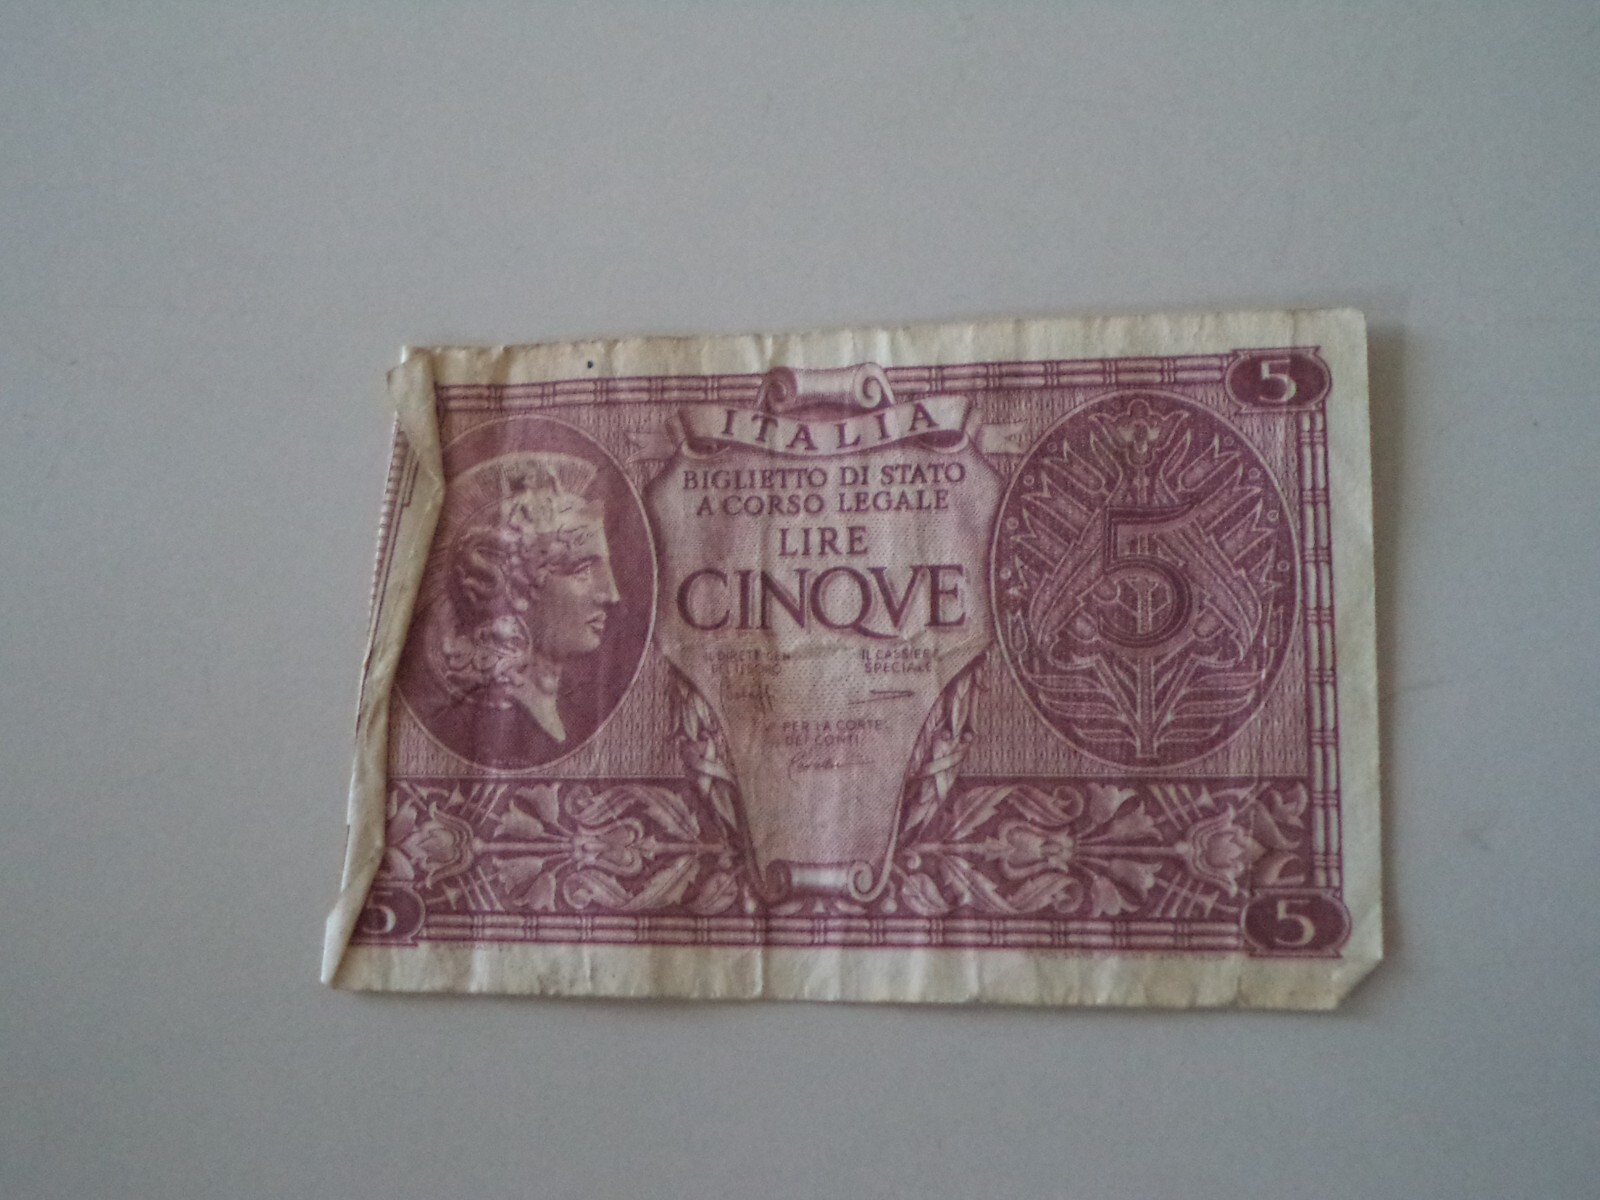 5
ITALIA
BIGLIETTO DI STATO
A CORSO LEGALE
LIRE
CINQVE
5
IL CASSIERE
SPECIALE
PER LA CORTE
DEI CONTI
5
5